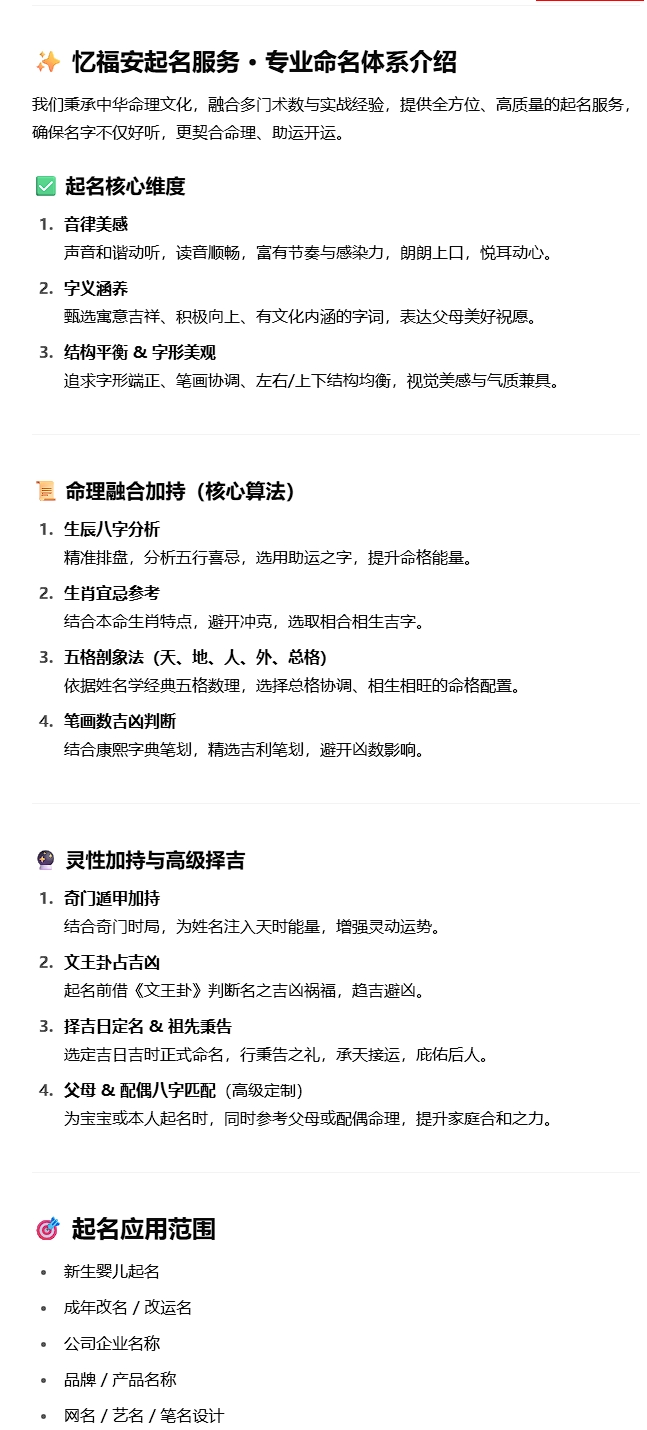 ✨ 忆福安起名服务 · 专业命名体系介绍
我们秉承中华命理文化，融合多门术数与实战经验，提供全方位、高质量的起名服务，
确保名字不仅好听，更契合命理、助运开运。
✅ 起名核心维度
1. 音律美感
声音和谐动听，读音顺畅，富有节奏与感染力，朗朗上口，悦耳动心。
2. 字义涵养
甄选寓意吉祥、积极向上、有文化内涵的字词，表达父母美好祝愿。
3. 结构平衡 & 字形美观
追求字形端正、笔画协调、左右/上下结构均衡，视觉美感与气质兼具。
📜 命理融合加持（核心算法）
1. 生辰八字分析
精准排盘，分析五行喜忌，选用助运之字，提升命格能量。
2. 生肖宜忌参考
结合本命生肖特点，避开冲克，选取相合相生吉字。
3. 五格剖象法（天、地、人、外、总格）
依据姓名学经典五格数理，选择总格协调、相生相旺的命格配置。
4. 笔画数吉凶判断
结合康熙字典笔划，精选吉利笔划，避开凶数影响。
🔮 灵性加持与高级择吉
1. 奇门遁甲加持
结合奇门时局，为姓名注入天时能量，增强灵动运势。
2. 文王卦占吉凶
起名前借《文王卦》判断名之吉凶祸福，趋吉避凶。
3. 择吉日定名 & 祖先秉告
选定吉日吉时正式命名，行秉告之礼，承天接运，庇佑后人。
4. 父母 & 配偶八字匹配（高级定制）
为宝宝或本人起名时，同时参考父母或配偶命理，提升家庭合和之力。
🎯 起名应用范围
• 新生婴儿起名
• 成年改名 / 改运名
• 公司企业名称
• 品牌 / 产品名称
• 网名 / 艺名 / 笔名设计